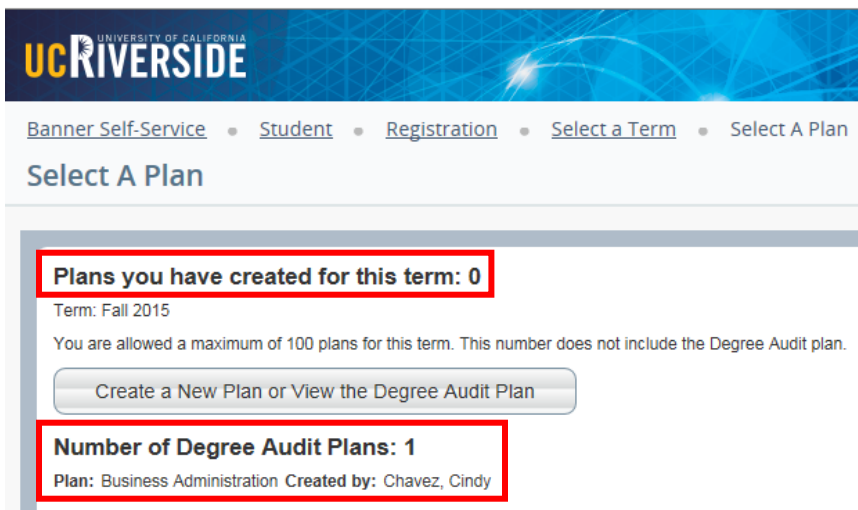 UNIVERSITY OF CALIFORNIA
UCRIVERSIDE
Banner Self-Service • Student • Registration • Select a Term • Select A Plan
Select A Plan
Plans you have created for this term: 0
Term: Fall 2015
You are allowed a maximum of 100 plans for this term. This number does not include the Degree Audit plan.
Create a New Plan or View the Degree Audit Plan
Number of Degree Audit Plans: 1
Plan: Business Administration Created by: Chavez, Cindy